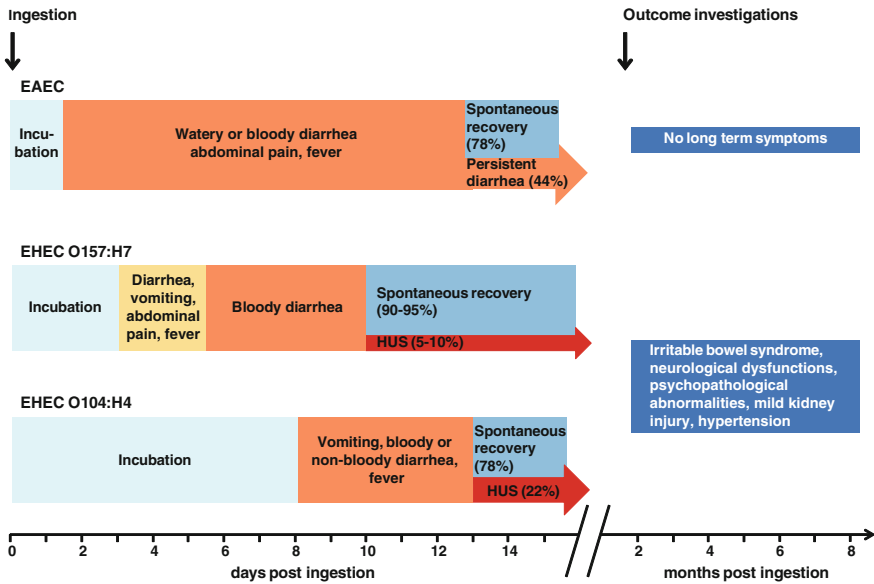 Ingestion
Outcome investigations
EAEC
Incu-
bation
Watery or bloody diarrhea
abdominal pain, fever
Spontaneous
recovery
(78%)
Persistent
diarrhea (44%)
No long term symptoms
EHEC O157:H7
Incubation
Diarrhea,
vomiting,
abdominal
pain, fever
Bloody diarrhea
Spontaneous recovery
(90-95%)
HUS (5-10%)
Irritable bowel syndrome,
neurological dysfunctions,
psychopathological
abnormalities, mild kidney
injury, hypertension
EHEC O104:H4
Incubation
Vomiting, bloody or
non-bloody diarrhea,
fever
Spontaneous
recovery
(78%)
HUS (22%)
0 2 4 6 8 10 12 14 2 4 6 8
days post ingestion
months post ingestion